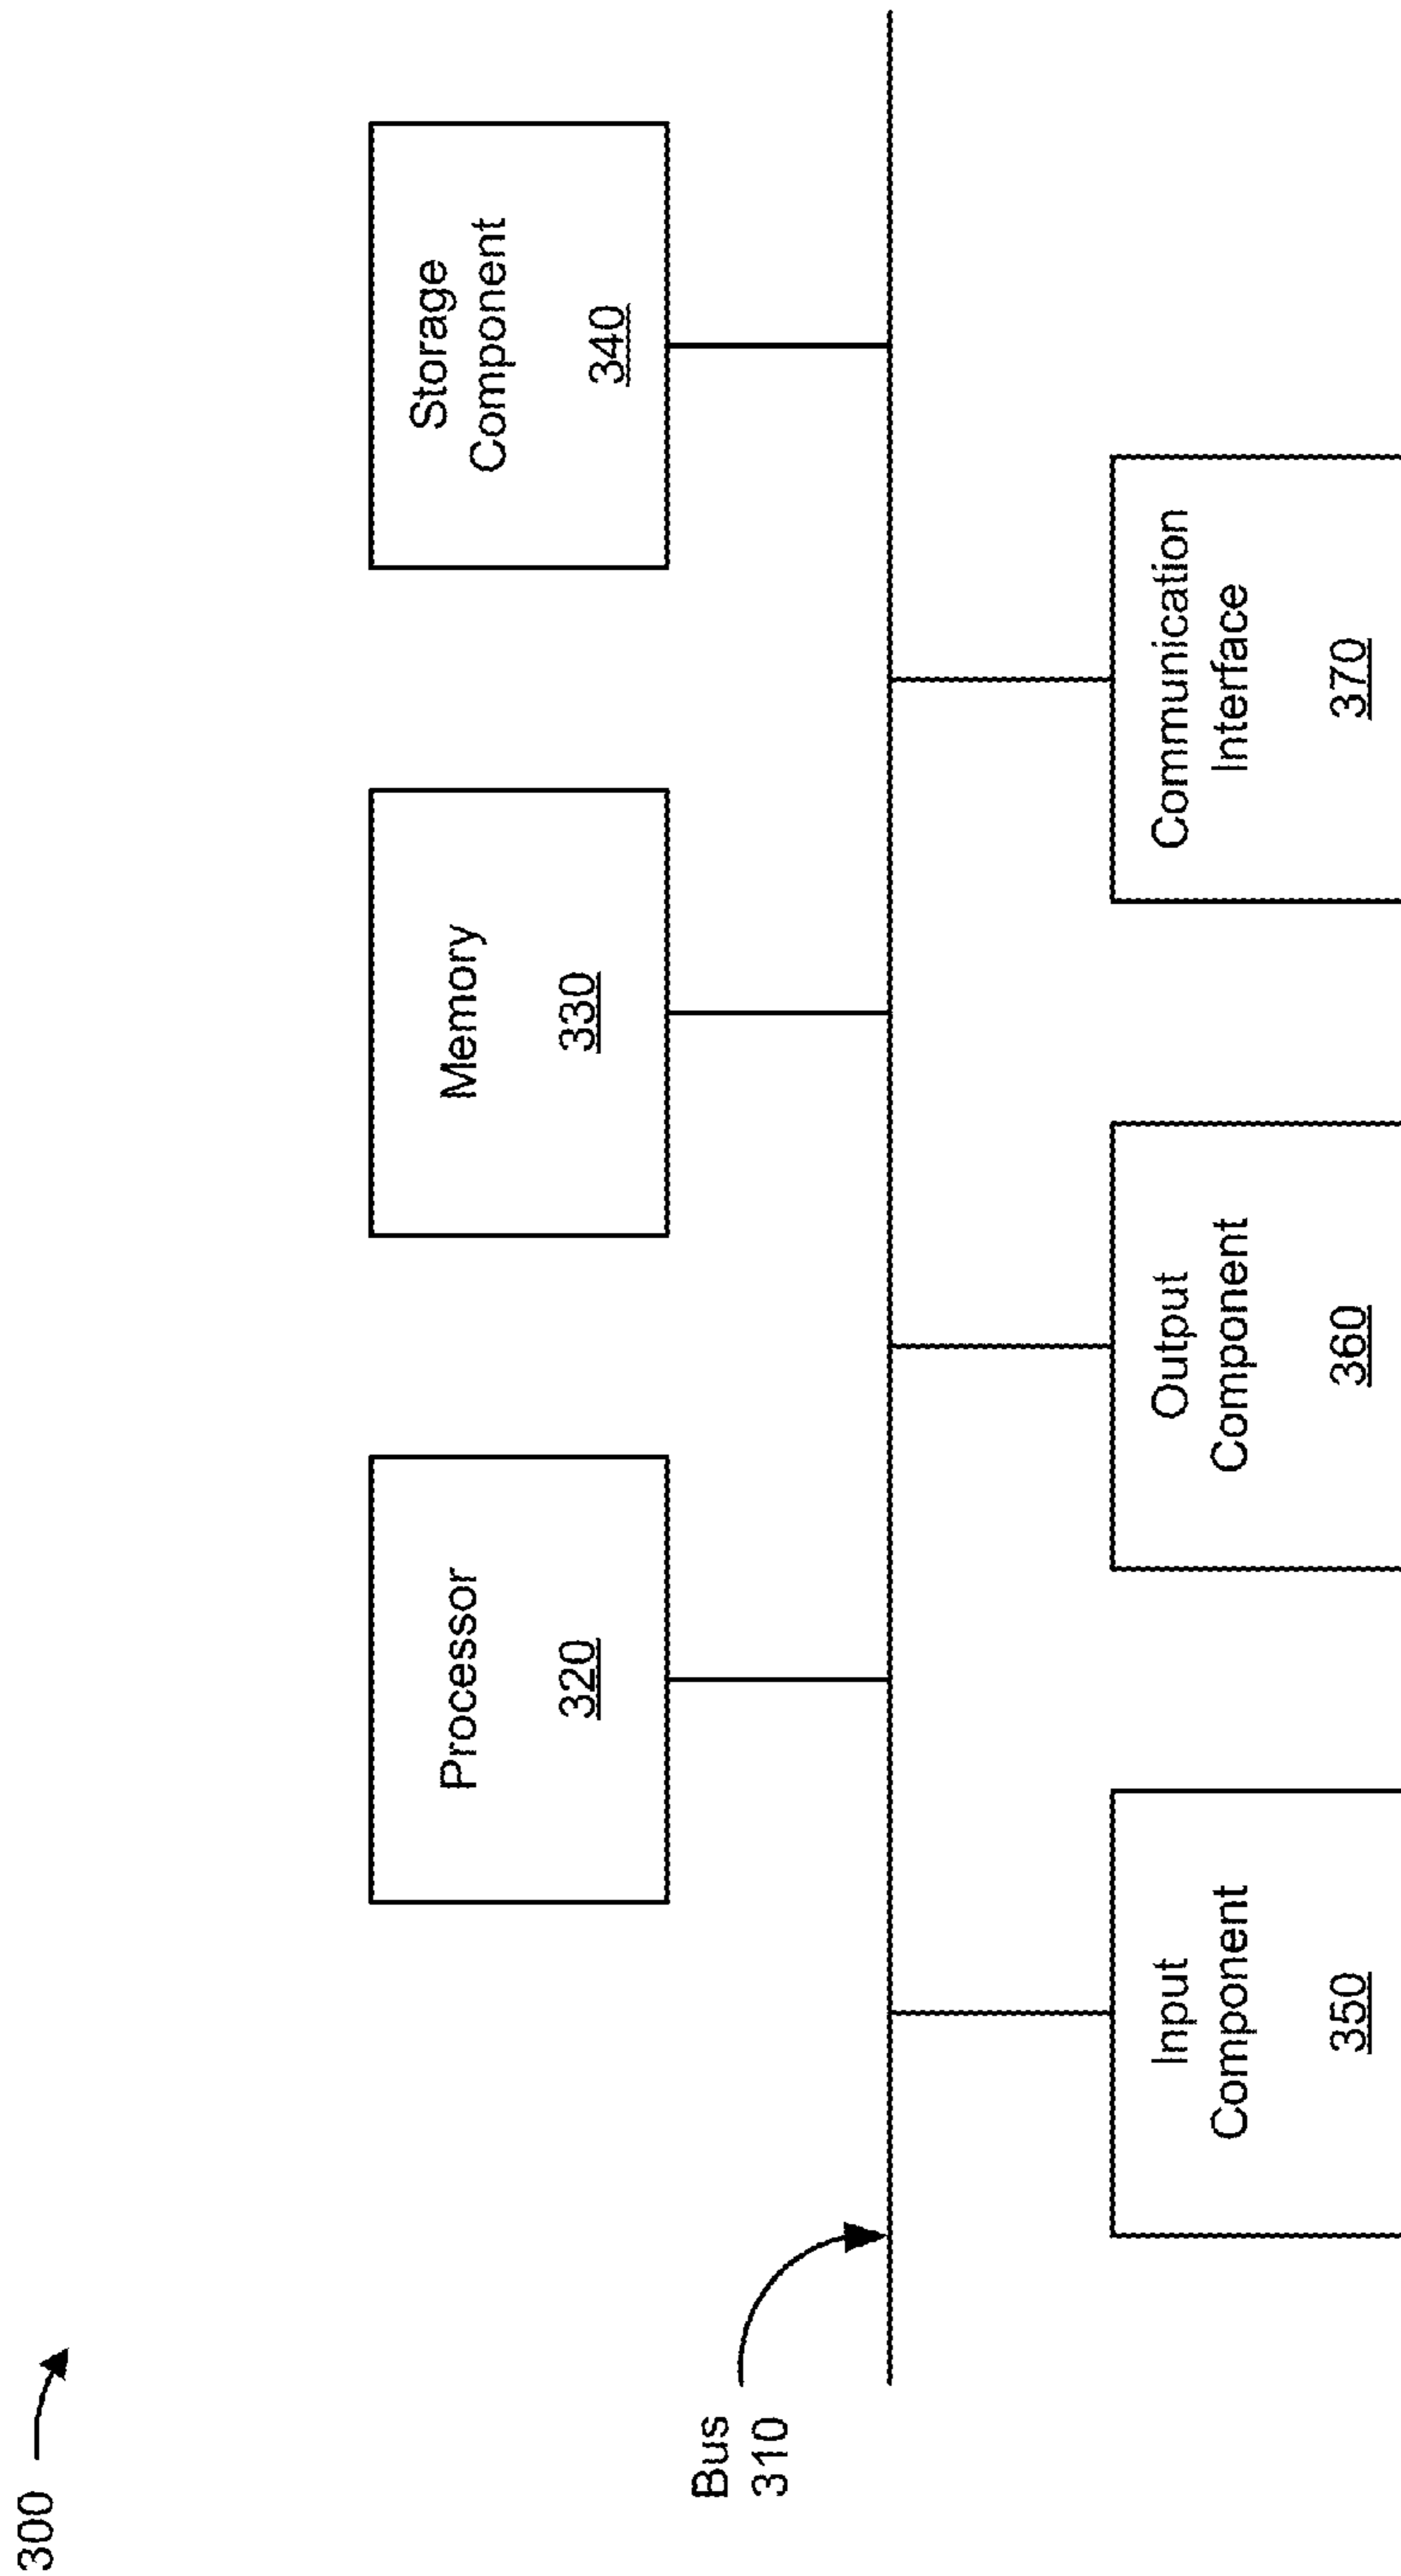 300
Bus
310
Processor
320
Memory
330
Storage
Component
340
Input
Component
350
Output
Component
360
Communication
Interface
370